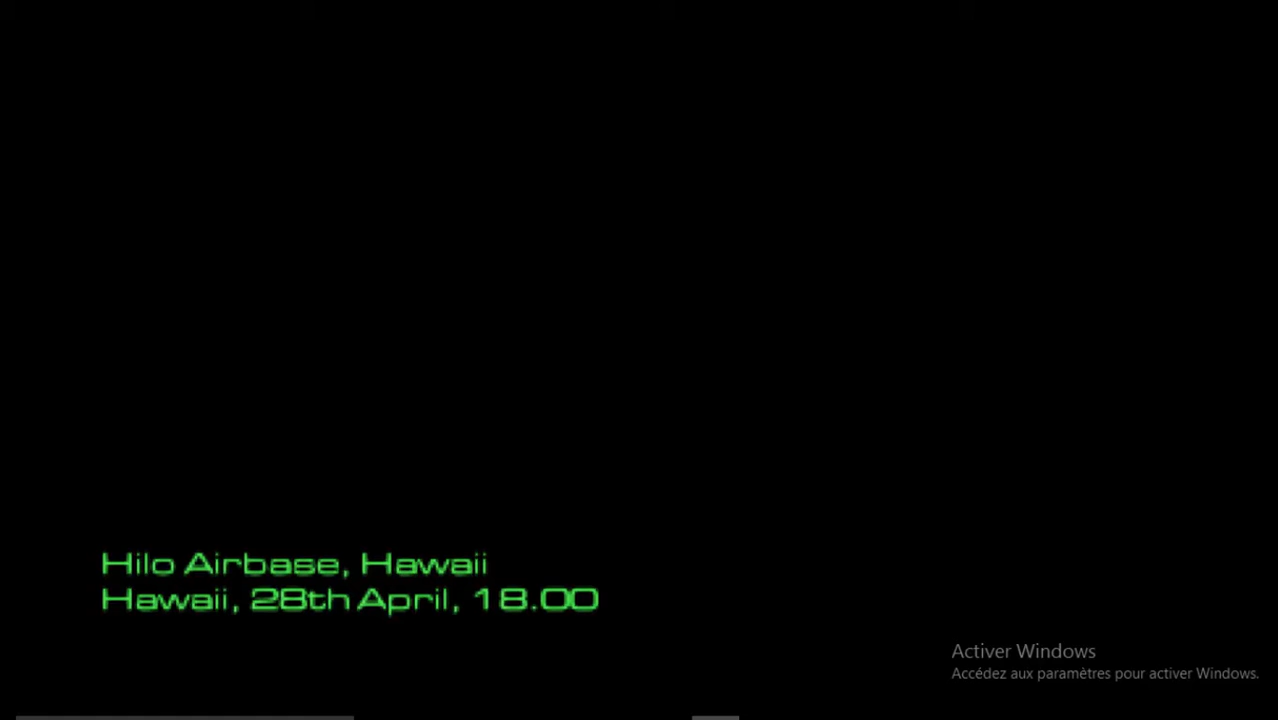 Hilo Airbase, Hawaii
Hawaii, 28th April, 18.00
Activer Windows
Accédez aux paramètres pour activer Windows.